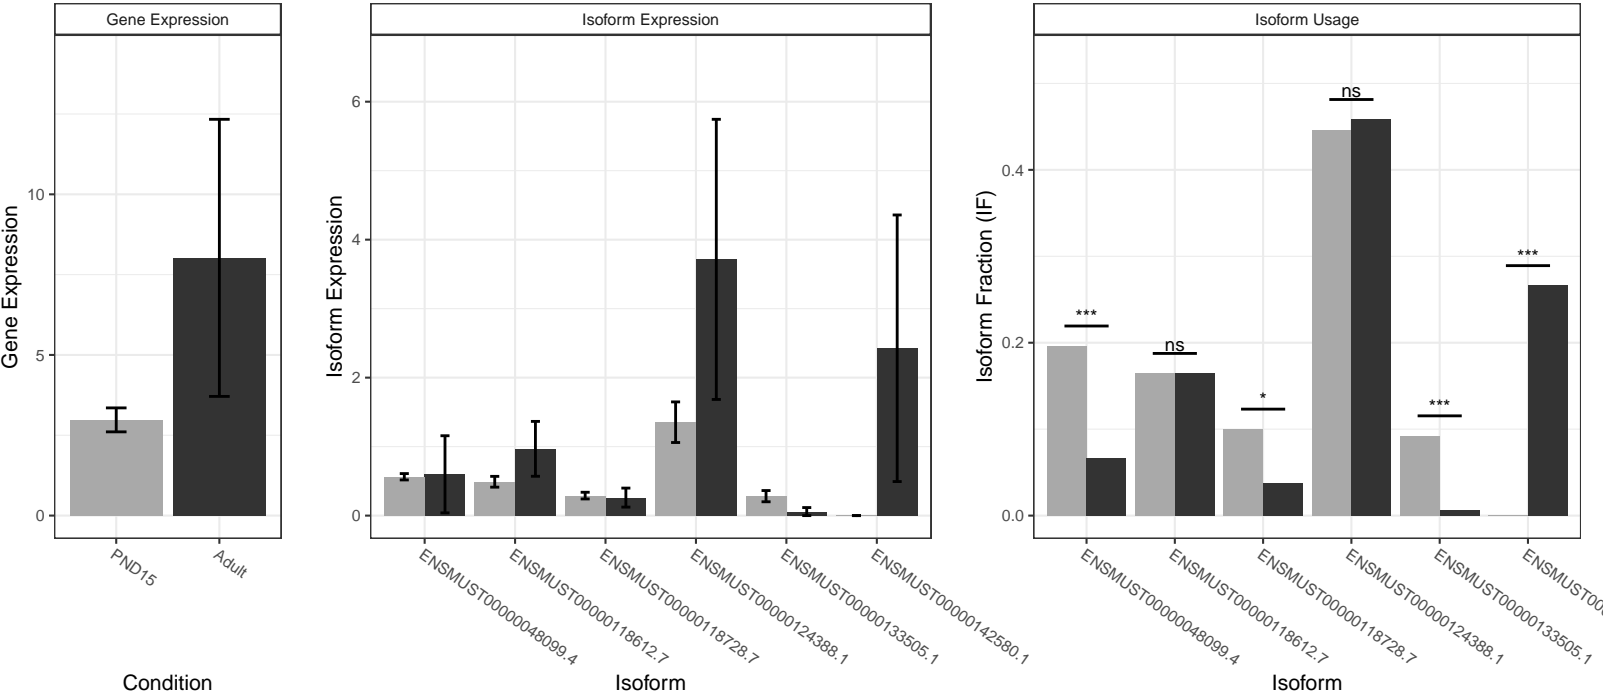 Gene Expression
Isoform Expression
Isoform Usage
Gene Expression
10
5
0
PND15
Adult
Condition
Isoform Expression
6
4
2
0
ENSMUST00000048099.4
ENSMUST00000118612.7
ENSMUST00000118728.7
ENSMUST00000124388.1
ENSMUST00000133505.1
ENSMUST00000142580.1
Isoform
Isoform Fraction (IF)
0.4
0.2
0.0
***
ns
*
ns
***
***
ENSMUST00000048099.4
ENSMUST00000118612.7
ENSMUST00000118728.7
ENSMUST00000124388.1
ENSMUST00000133505.1
Isoform